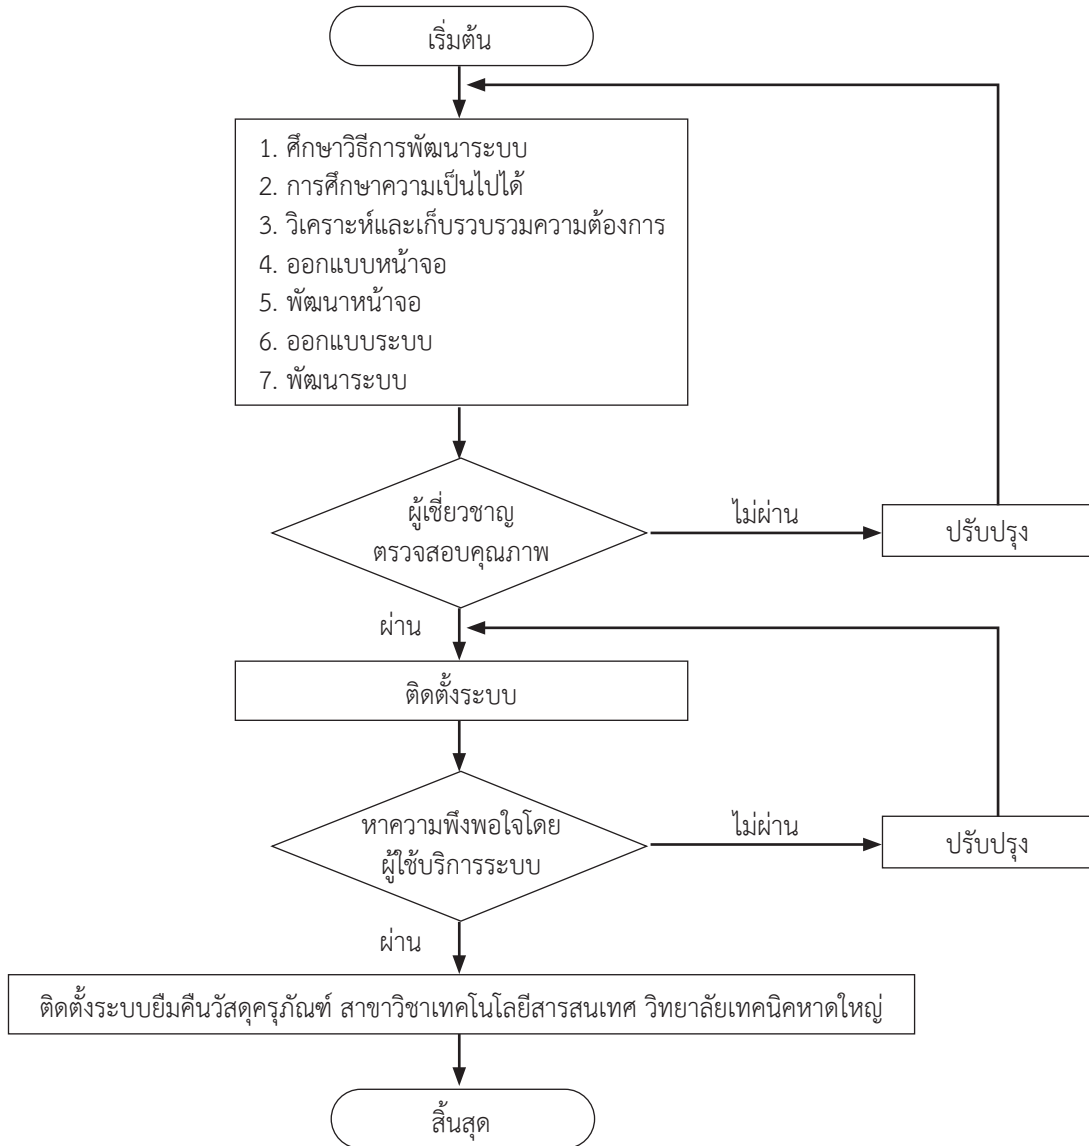 เริ่มต้น
1. ศึกษาวิธีการพัฒนาระบบ
2. การศึกษาความเป็นไปได้
3. วิเคราะห์และเก็บรวบรวมความต้องการ
4. ออกแบบหน้าจอ
5. พัฒนาหน้าจอ
6. ออกแบบระบบ
7. พัฒนาระบบ
ผู้เชี่ยวชาญ
ตรวจสอบคุณภาพ
ไม่ผ่าน
ปรับปรุง
ผ่าน
ติดตั้งระบบ
หาความพึงพอใจโดย
ผู้ใช้บริการระบบ
ไม่ผ่าน
ปรับปรุง
ผ่าน
ติดตั้งระบบยืมคืนวัสดุครุภัณฑ์ สาขาวิชาเทคโนโลยีสารสนเทศ วิทยาลัยเทคนิคหาดใหญ่
สิ้นสุด